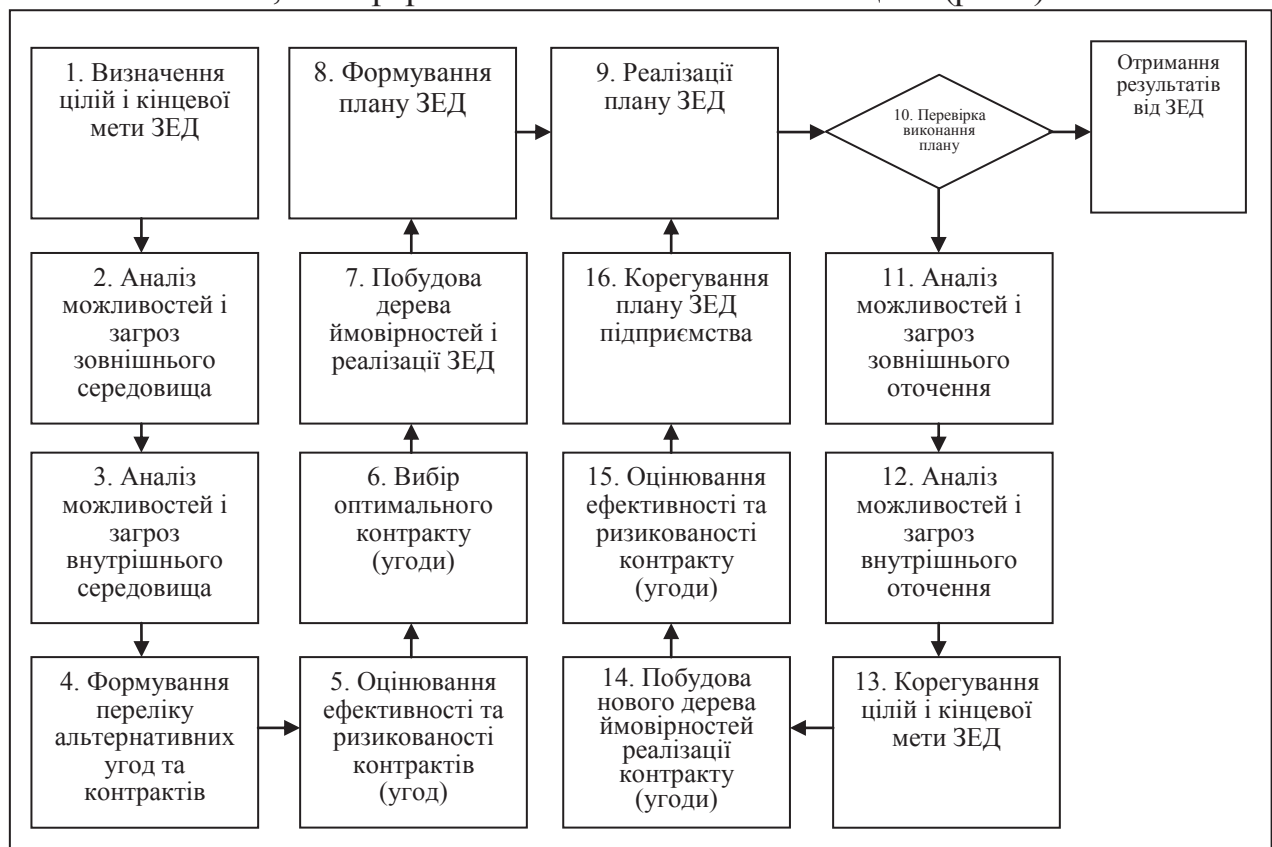 1. Визначення
цілій і кінцевої
мети ЗЕД
8. Формування
плану ЗЕД
9. Реалізації
плану ЗЕД
10. Перевірка
виконання
плану
Отримання
результатів
від ЗЕД
2. Аналіз
можливостей і
загроз
зовнішнього
середовища
7. Побудова
дерева
ймовірностей і
реалізації ЗЕД
16. Корегування
плану ЗЕД
підприємства
11. Аналіз
можливостей і
загроз
зовнішнього
оточення
3. Аналіз
можливостей і
загроз
внутрішнього
середовища
6. Вибір
оптимального
контракту
(угоди)
15. Оцінювання
ефективності та
ризикованості
контракту
(угоди)
12. Аналіз
можливостей і
загроз
внутрішнього
оточення
4. Формування
переліку
альтернативних
угод та
контрактів
5. Оцінювання
ефективності та
ризикованості
контрактів
(угод)
14. Побудова
нового дерева
ймовірностей
реалізації
контракту
(угоди)
13. Корегування
цілій і кінцевої
мети ЗЕД